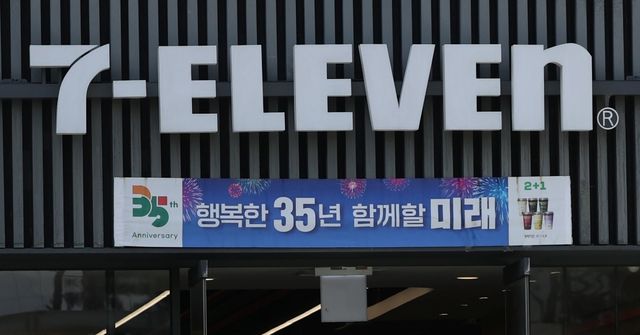 7-ELEVEn®
35th
Anniversary
행복한 35년 함께할 미래
2+1